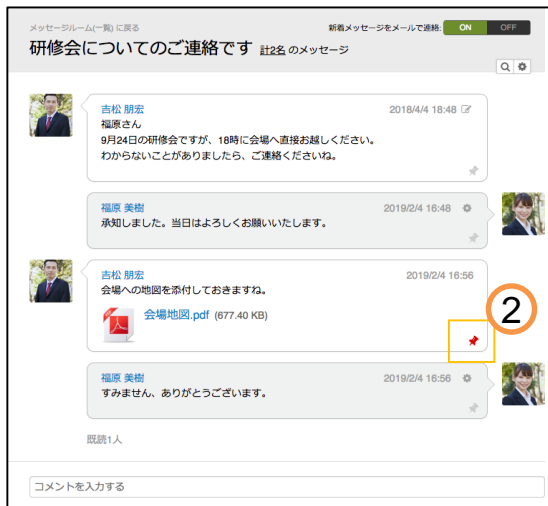 メッセージルーム(一覧) に戻る
新着メッセージをメールで連絡: ON OFF
研修会についてのご連絡です 計2名 のメッセージ
吉松 朋宏 2018/4/4 18:48
福原さん
9月24日の研修会ですが、18時に会場へ直接お越しください。
わからないことがありましたら、ご連絡くださいね。
福原 美樹 2019/2/4 16:48
承知しました。当日はよろしくお願いいたします。
吉松 朋宏 2019/2/4 16:56
会場への地図を添付しておきますね。
会場地図.pdf (677.40 KB)
2
福原 美樹 2019/2/4 16:56
すみません、ありがとうございます。
既読1人
コメントを入力する